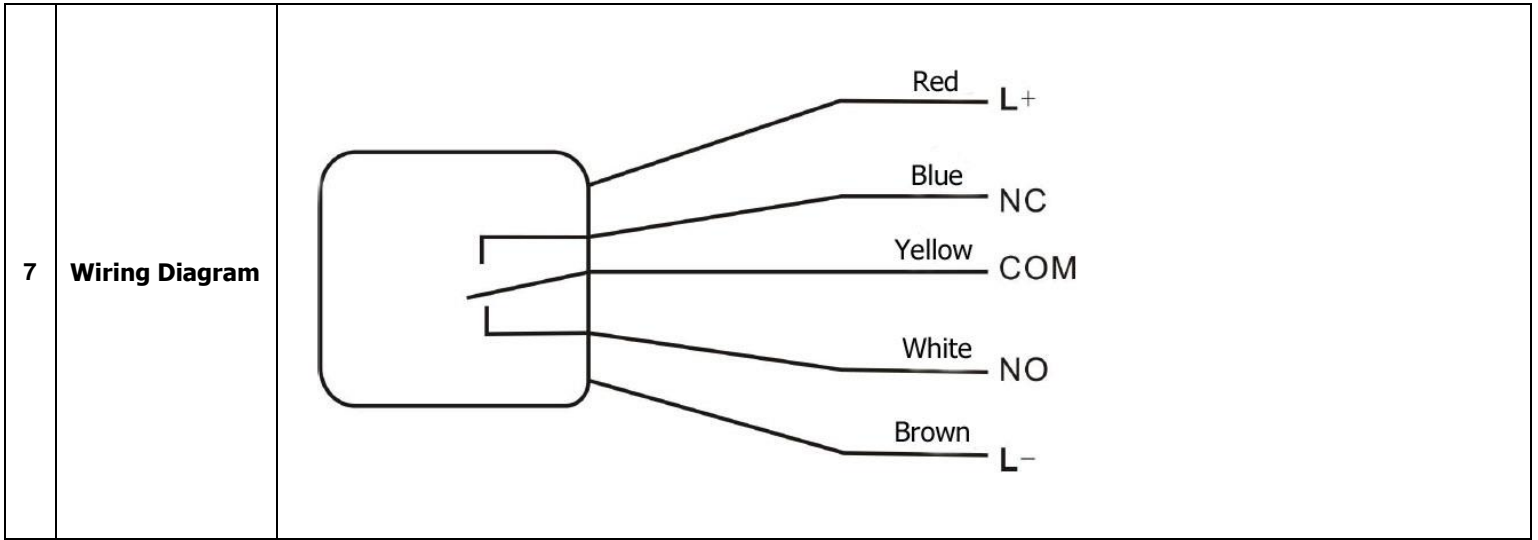 7
Wiring Diagram
Red L+
Blue NC
Yellow COM
White NO
Brown L−